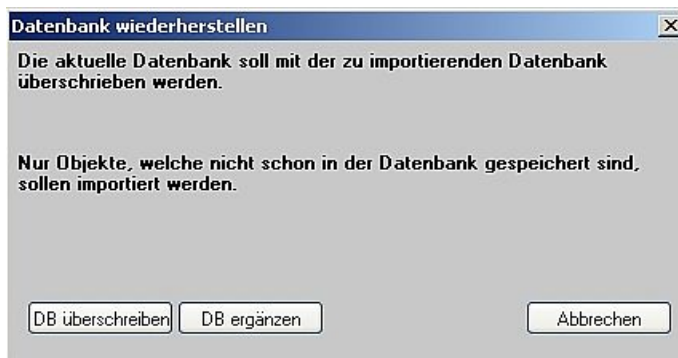 Datenbank wiederherstellen
Die aktuelle Datenbank soll mit der zu importierenden Datenbank
überschrieben werden.
Nur Objekte, welche nicht schon in der Datenbank gespeichert sind,
sollen importiert werden.
DB überschreiben DB ergänzen Abbrechen